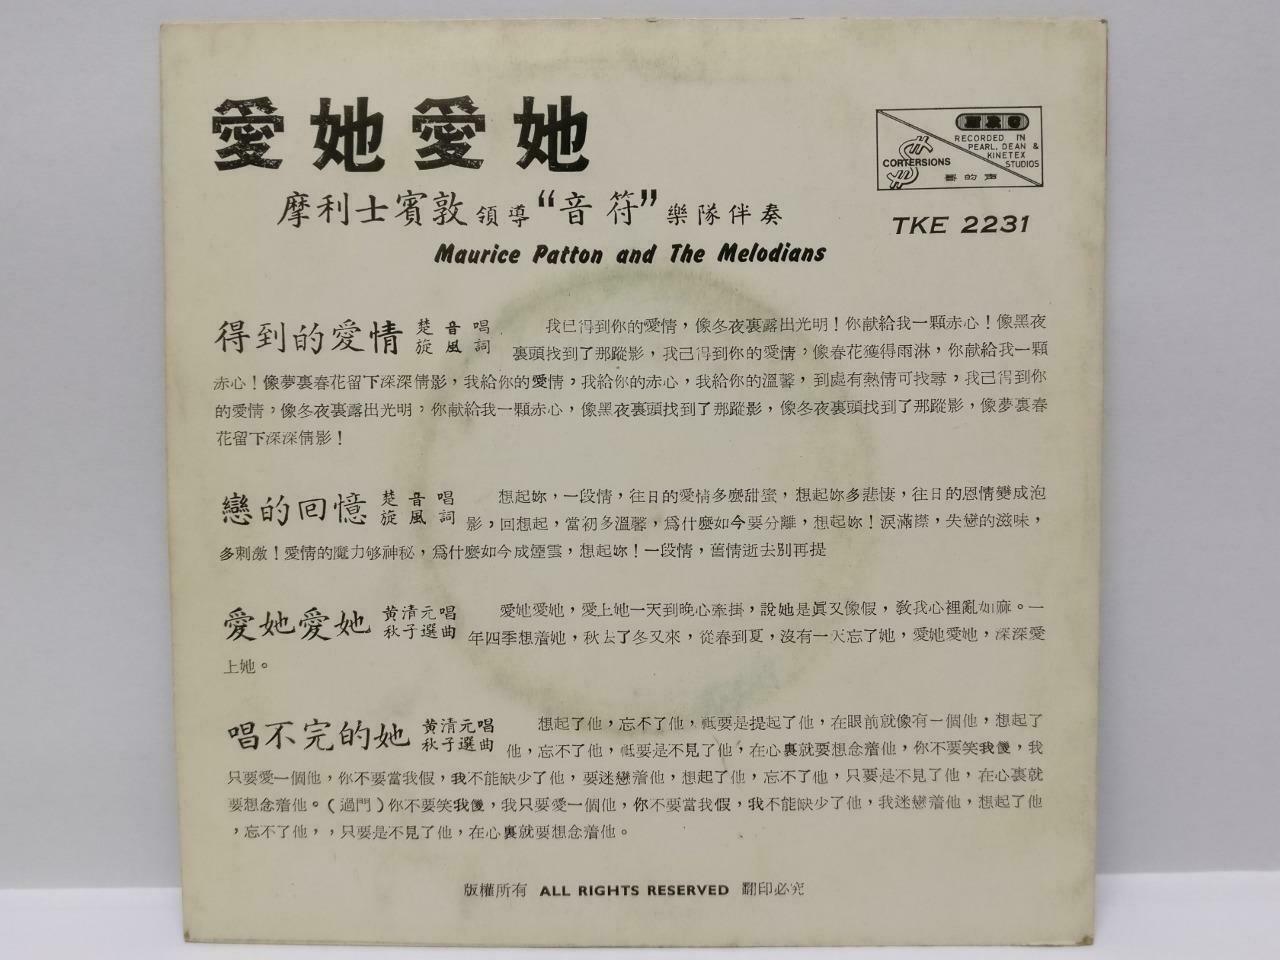 愛她愛她
摩利士賓敦領導“音符”樂隊伴奏
Maurice Patton and The Melodians
RECORDED IN
PEARL, DEAN &
KINETEX
STUDIOS
CORTERSIONS
的声
TKE 2231
得到的愛情 楚音唱
旋風詞
我已得到你的愛情，像冬夜裏露出光明！你献給我一顆赤心！像黑夜
裏頭找到了那蹤影，我己得到你的愛情，像春花獲得雨淋，你献給我一顆
赤心！像夢裏春花留下深深倩影，我給你的愛情，我給你的赤心，我給你的溫馨，到處有熱情可找尋，我己得到你
的愛情，像冬夜裏露出光明，你献給我一顆赤心，像黑夜裏頭找到了那蹤影，像冬夜裏頭找到了那蹤影，像夢裏春
花留下深深倩影！
戀的回憶 楚音唱
旋風詞
想起妳，一段情，往日的愛情多麼甜蜜，想起妳多悲悽，往日的恩情變成泡
影，回想起，當初多溫馨，爲什麼如今要分離，想起妳！淚滿襟，失戀的滋味，
多刺激！愛情的魔力够神秘，爲什麼如今成煙雲，想起妳！一段情，舊情逝去別再提
愛她愛她 黄清元唱
秋子選曲
愛她愛她，愛上她一天到晚心牽掛，說她是眞又像假，敎我心裡亂如麻。一
年四季想着她，秋去了冬又來，從春到夏，沒有一天忘了她，愛她愛她，深深愛
上她。
唱不完的她 黄清元唱
秋子選曲
想起了他，忘不了他，祗要是提起了他，在眼前就像有一個他，想起了
他，忘不了他，祗要是不見了他，在心裏就要想念着他，你不要笑我傻，我
只要愛一個他，你不要當我假，我不能缺少了他，要迷戀着他，想起了他，忘不了他，只要是不見了他，在心裏就
要想念着他。（過門）你不要笑我傻，我只要愛一個他，你不要當我假，我不能缺少了他，我迷戀着他，想起了他
，忘不了他，，只要是不見了他，在心裏就要想念着他。
版權所有 ALL RIGHTS RESERVED 翻印必究